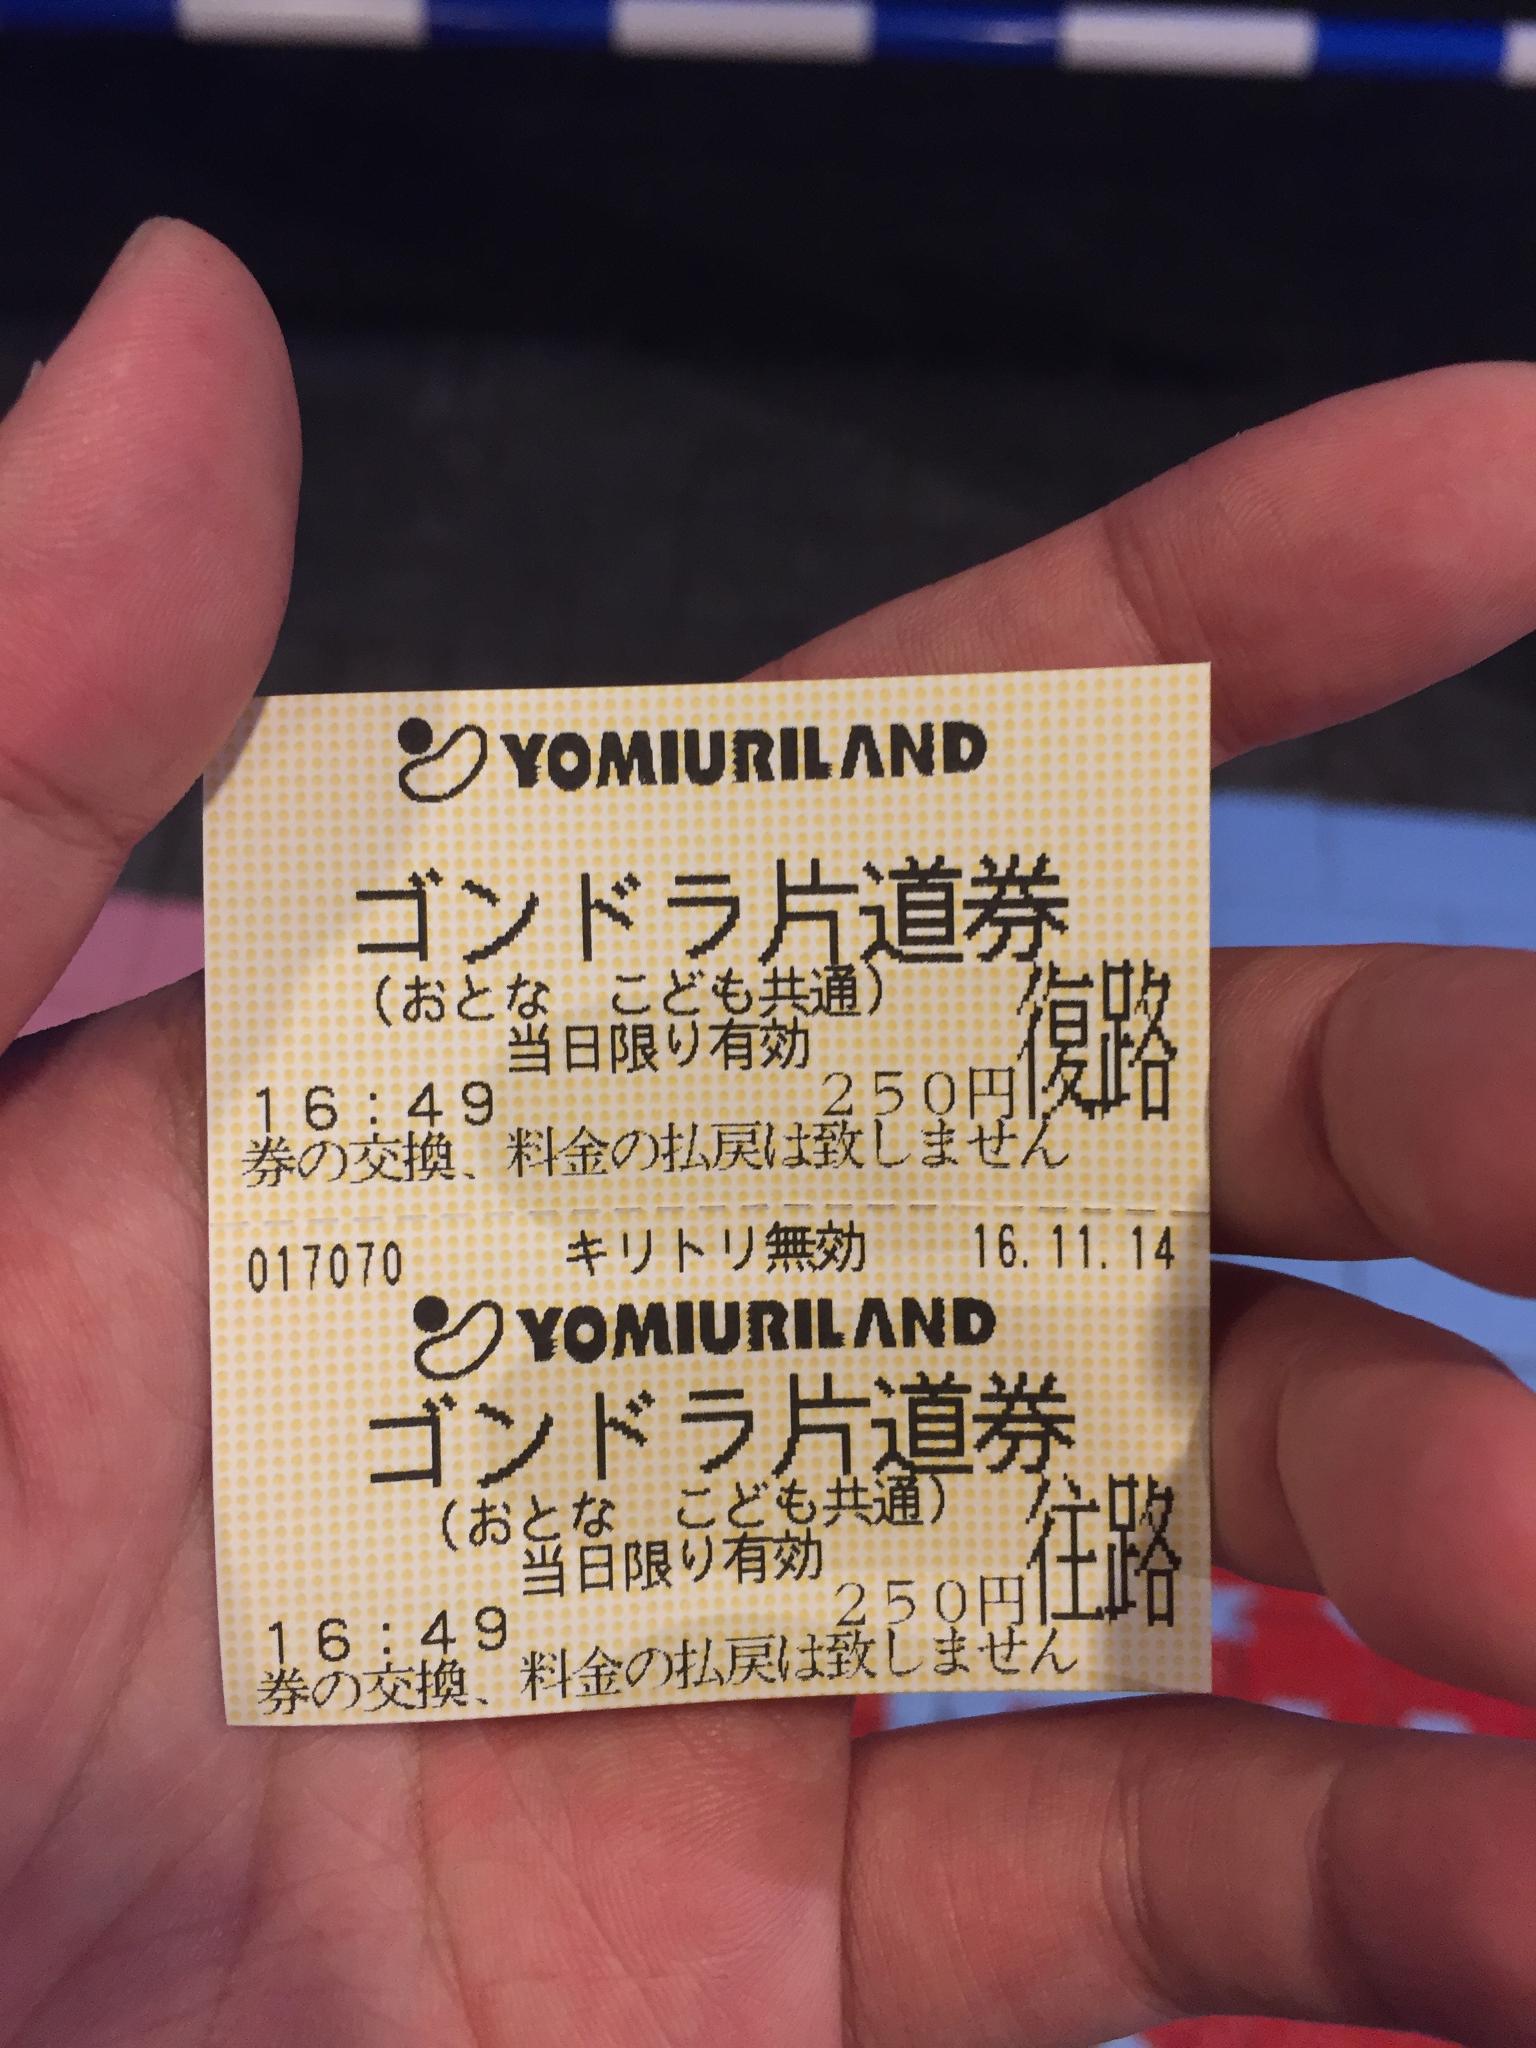 YOMIURILAND
ゴンドラ片道券
(おとな こども共通)
復路
当日限り有効
16:49 250円
券の交換、料金の払戻は致しません
017070 キリトリ無効 16.11.14
YOMIURILAND
ゴンドラ片道券
(おとな こども共通)
往路
当日限り有効
16:49 250円
券の交換、料金の払戻は致しません